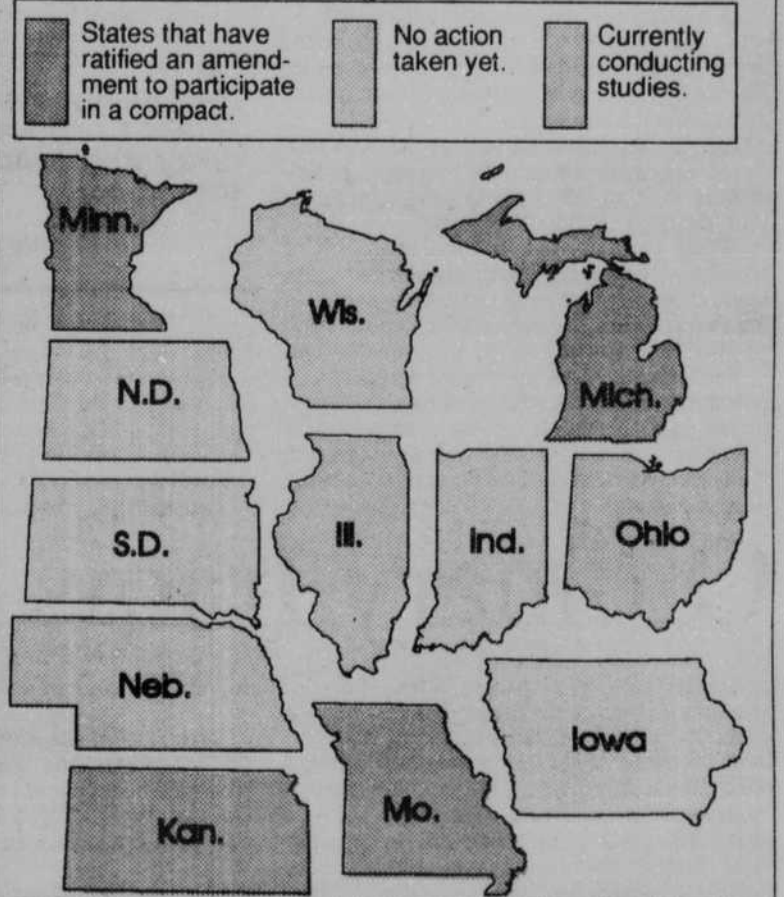 States that have
ratified an amend-
ment to participate
in a compact.
No action
taken yet.
Currently
conducting
studies.
Minn.
Wis.
Mich.
N.D.
S.D.
Ill.
Ind.
Ohio
Neb.
Iowa
Kan.
Mo.